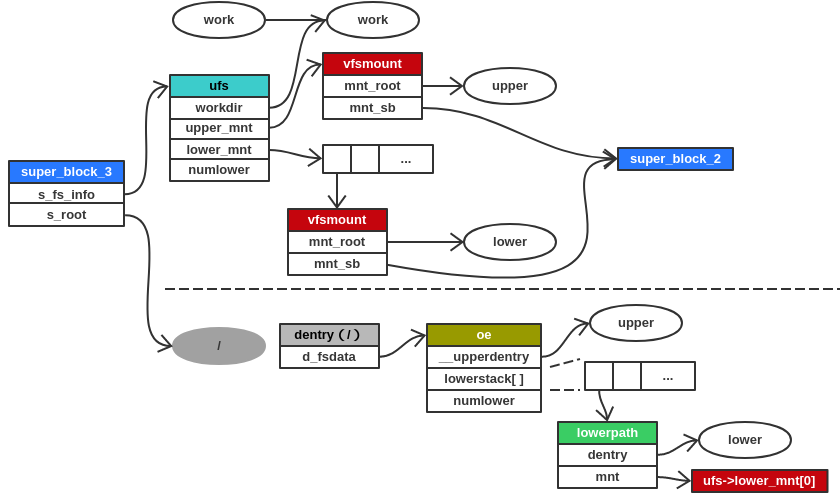 work
work
vfsmount
mnt_root
mnt_sb
upper
ufs
workdir
upper_mnt
lower_mnt
numlower
...
super_block_2
super_block_3
s_fs_info
s_root
vfsmount
mnt_root
mnt_sb
lower
/
dentry (/)
d_fsdata
oe
__upperdentry
lowerstack[ ]
numlower
upper
...
lowerpath
dentry
mnt
lower
ufs->lower_mnt[0]